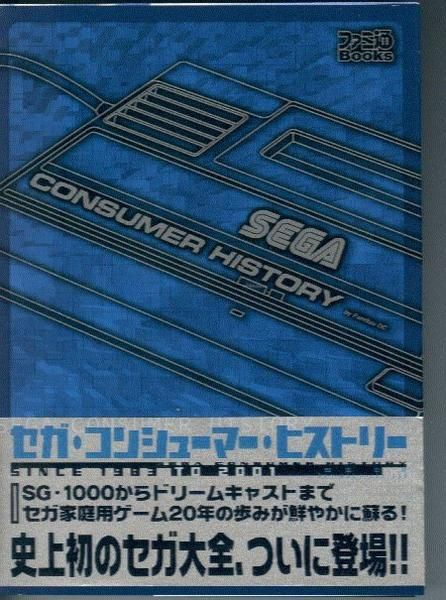 ファミ通
Books
SEGA
CONSUMER HISTORY
by Famitsu DC
セガ・コンシューマー・ヒストリー
SINCE 1983
SG・1000からドリームキャストまで
セガ家庭用ゲーム20年の歩みが鮮やかに蘇る!
史上初のセガ大全、ついに登場!!